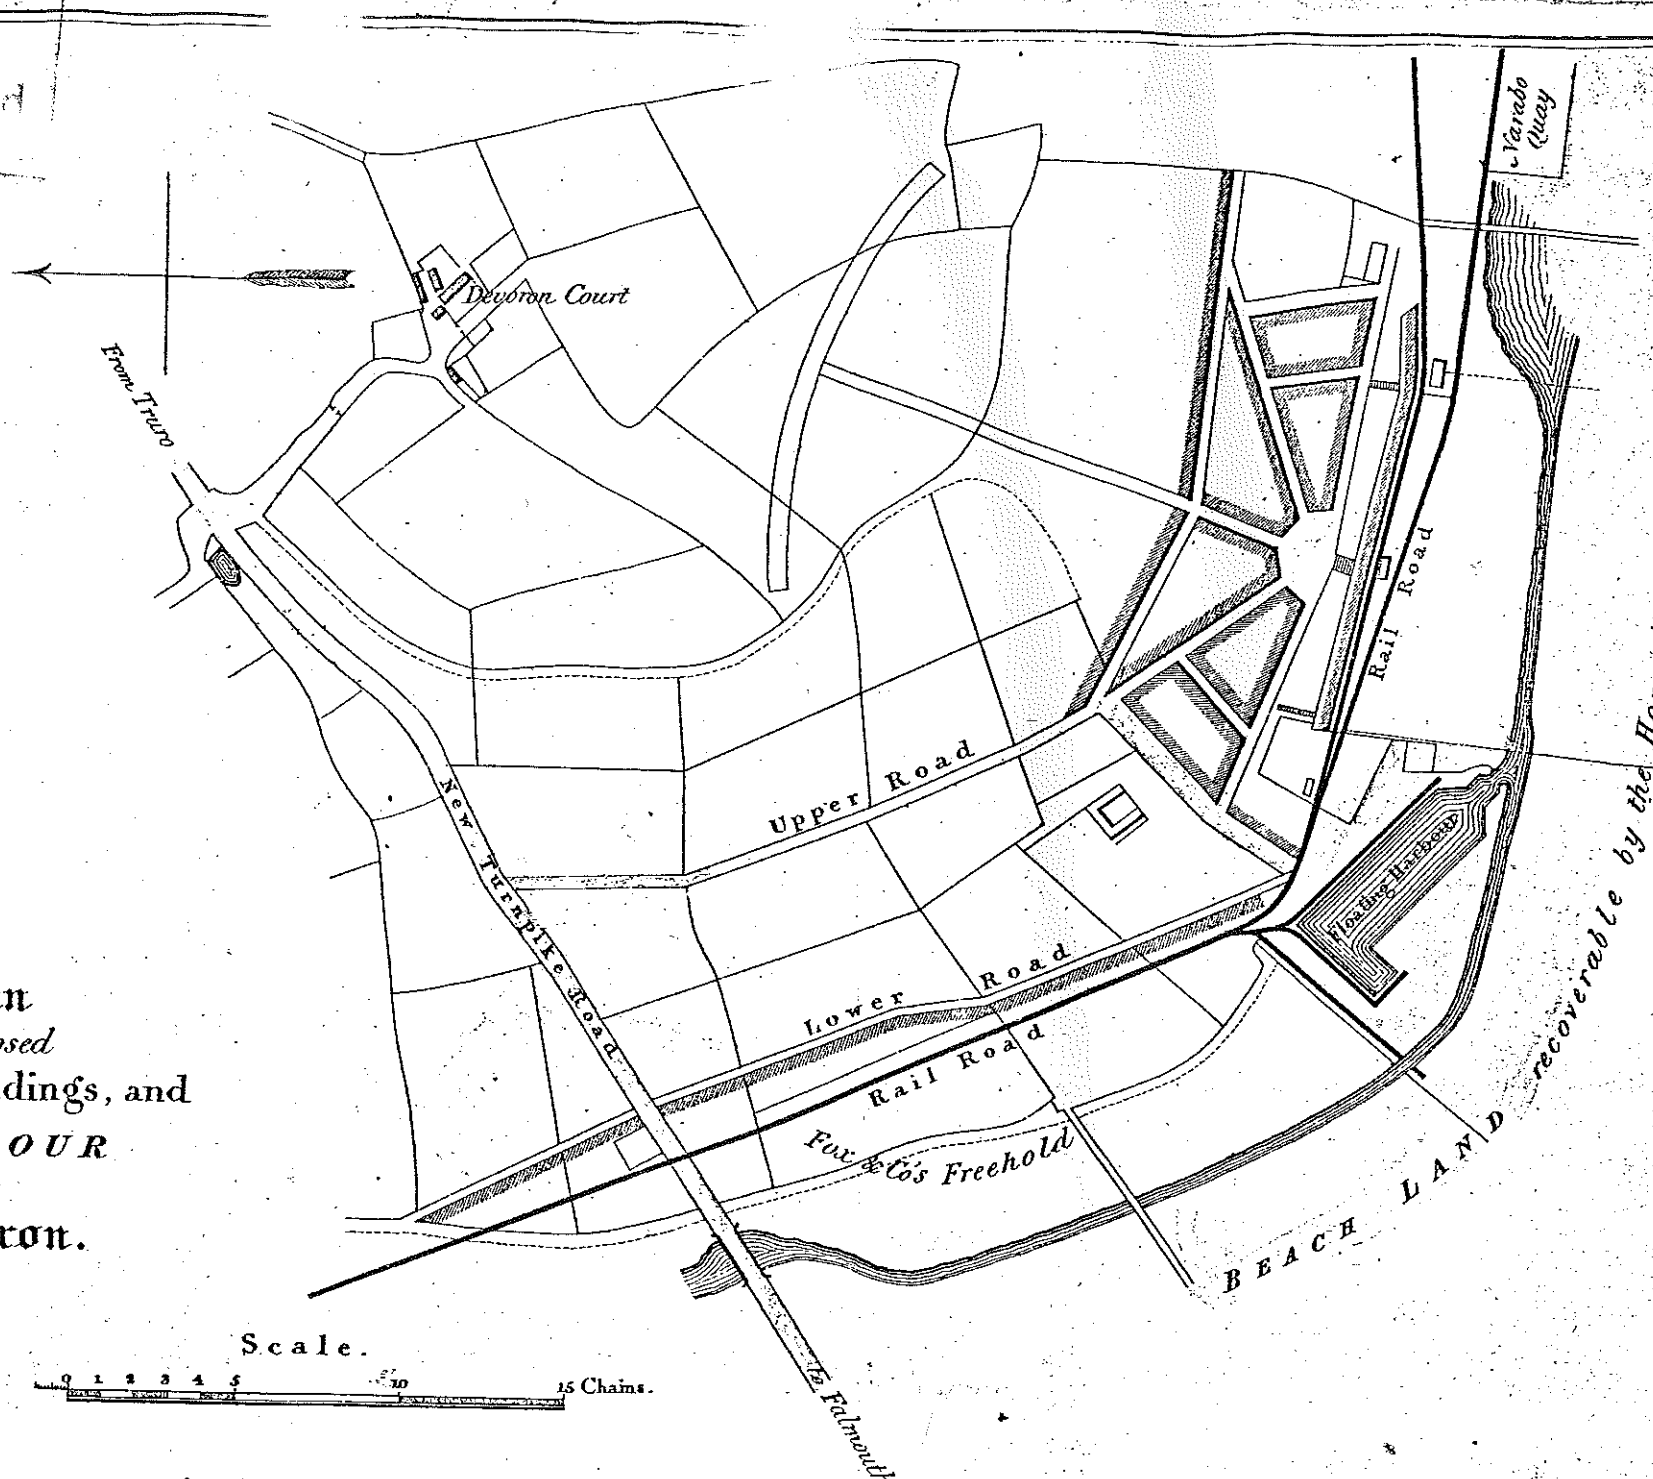 Narabo
Quay
Devoron Court
From Truro
Rail Road
New Turnpike Road
Upper Road
Floating Harbour
Lower Road
Rail Road
Fox & Co's Freehold
BEACH LAND recoverable by the
dings, and
OUR
ron.
To Falmouth
Scale.
0 1 2 3 4 5 10 15 Chains.